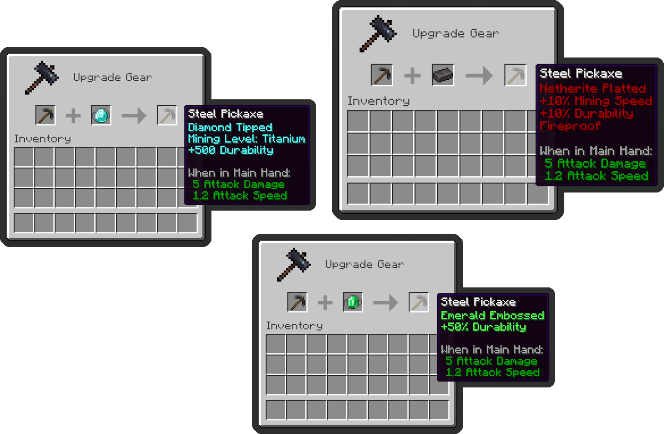 Upgrade Gear
Steel Pickaxe
Diamond Tipped
Mining Level: Titanium
+500 Durability
When in Main Hand:
5 Attack Damage
1.2 Attack Speed
Inventory
Upgrade Gear
Steel Pickaxe
Netherite Platted
+10% Mining Speed
+10% Durability
Fireproof
When in Main Hand:
5 Attack Damage
1.2 Attack Speed
Inventory
Upgrade Gear
Steel Pickaxe
Emerald Embossed
+50% Durability
When in Main Hand:
5 Attack Damage
1.2 Attack Speed
Inventory